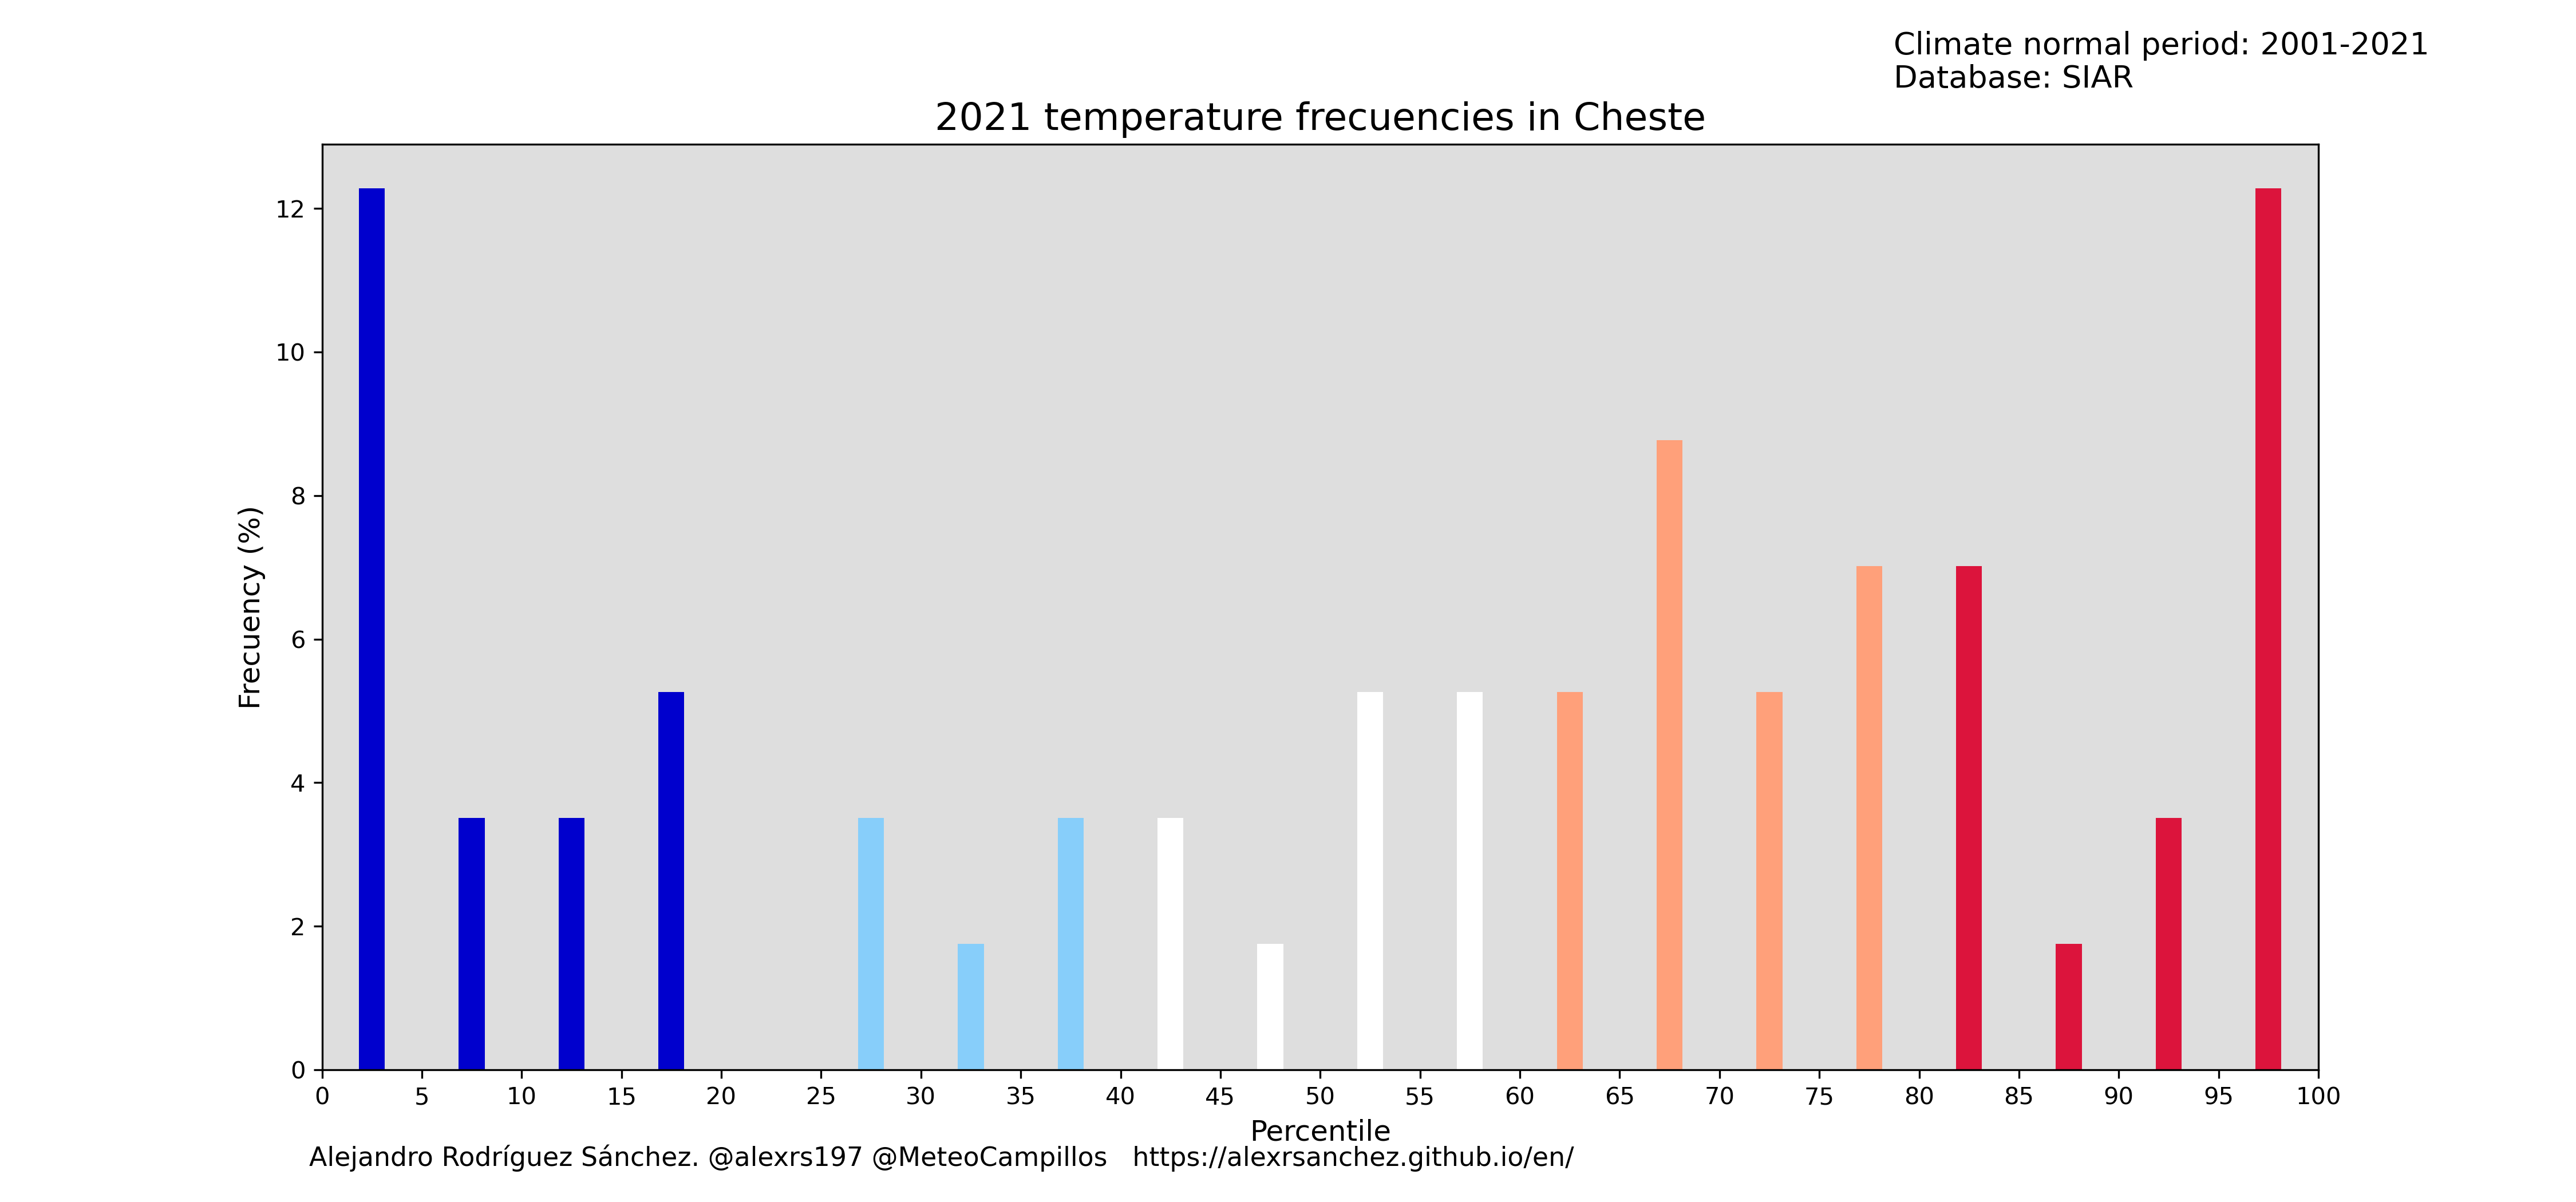 Climate normal period: 2001-2021
Database: SIAR
2021 temperature frecuencies in Cheste
Frecuency (%)
12
10
8
6
4
2
0
0 5 10 15 20 25 30 35 40 45 50 55 60 65 70 75 80 85 90 95 100
Percentile
Alejandro Rodríguez Sánchez. @alexrs197 @MeteoCampillos https://alexrsanchez.github.io/en/